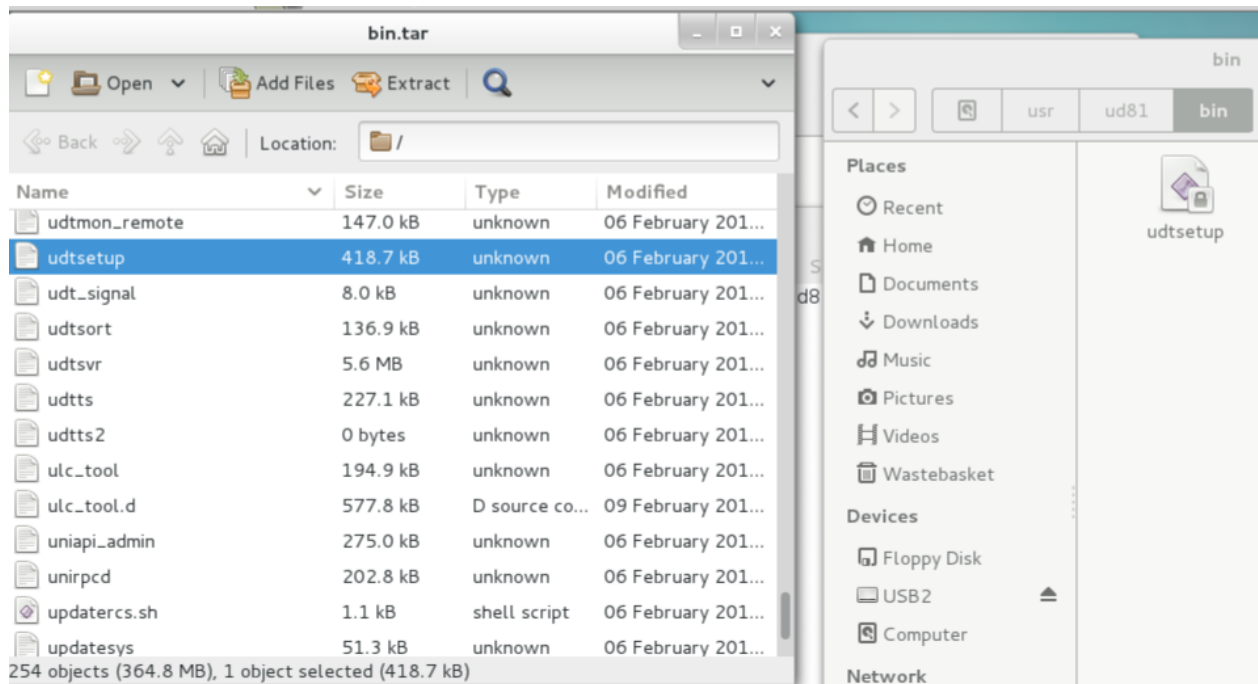 bin.tar
Open Add Files Extract
Back Location: /
Name Size Type Modified
udtmon_remote 147.0 kB unknown 06 February 201...
udtsetup 418.7 kB unknown 06 February 201...
udt_signal 8.0 kB unknown 06 February 201...
udtsort 136.9 kB unknown 06 February 201...
udtsvr 5.6 MB unknown 06 February 201...
udtts 227.1 kB unknown 06 February 201...
udtts2 0 bytes unknown 06 February 201...
ulc_tool 194.9 kB unknown 06 February 201...
ulc_tool.d 577.8 kB D source co... 09 February 201...
uniapi_admin 275.0 kB unknown 06 February 201...
unirpcd 202.8 kB unknown 06 February 201...
updatercs.sh 1.1 kB shell script 06 February 201...
updatesys 51.3 kB unknown 06 February 201...
254 objects (364.8 MB), 1 object selected (418.7 kB)
S
d8
bin
< > usr ud81 bin
Places
Recent
Home
Documents
Downloads
Music
Pictures
Videos
Wastebasket
Devices
Floppy Disk
USB2
Computer
Network
udtsetup